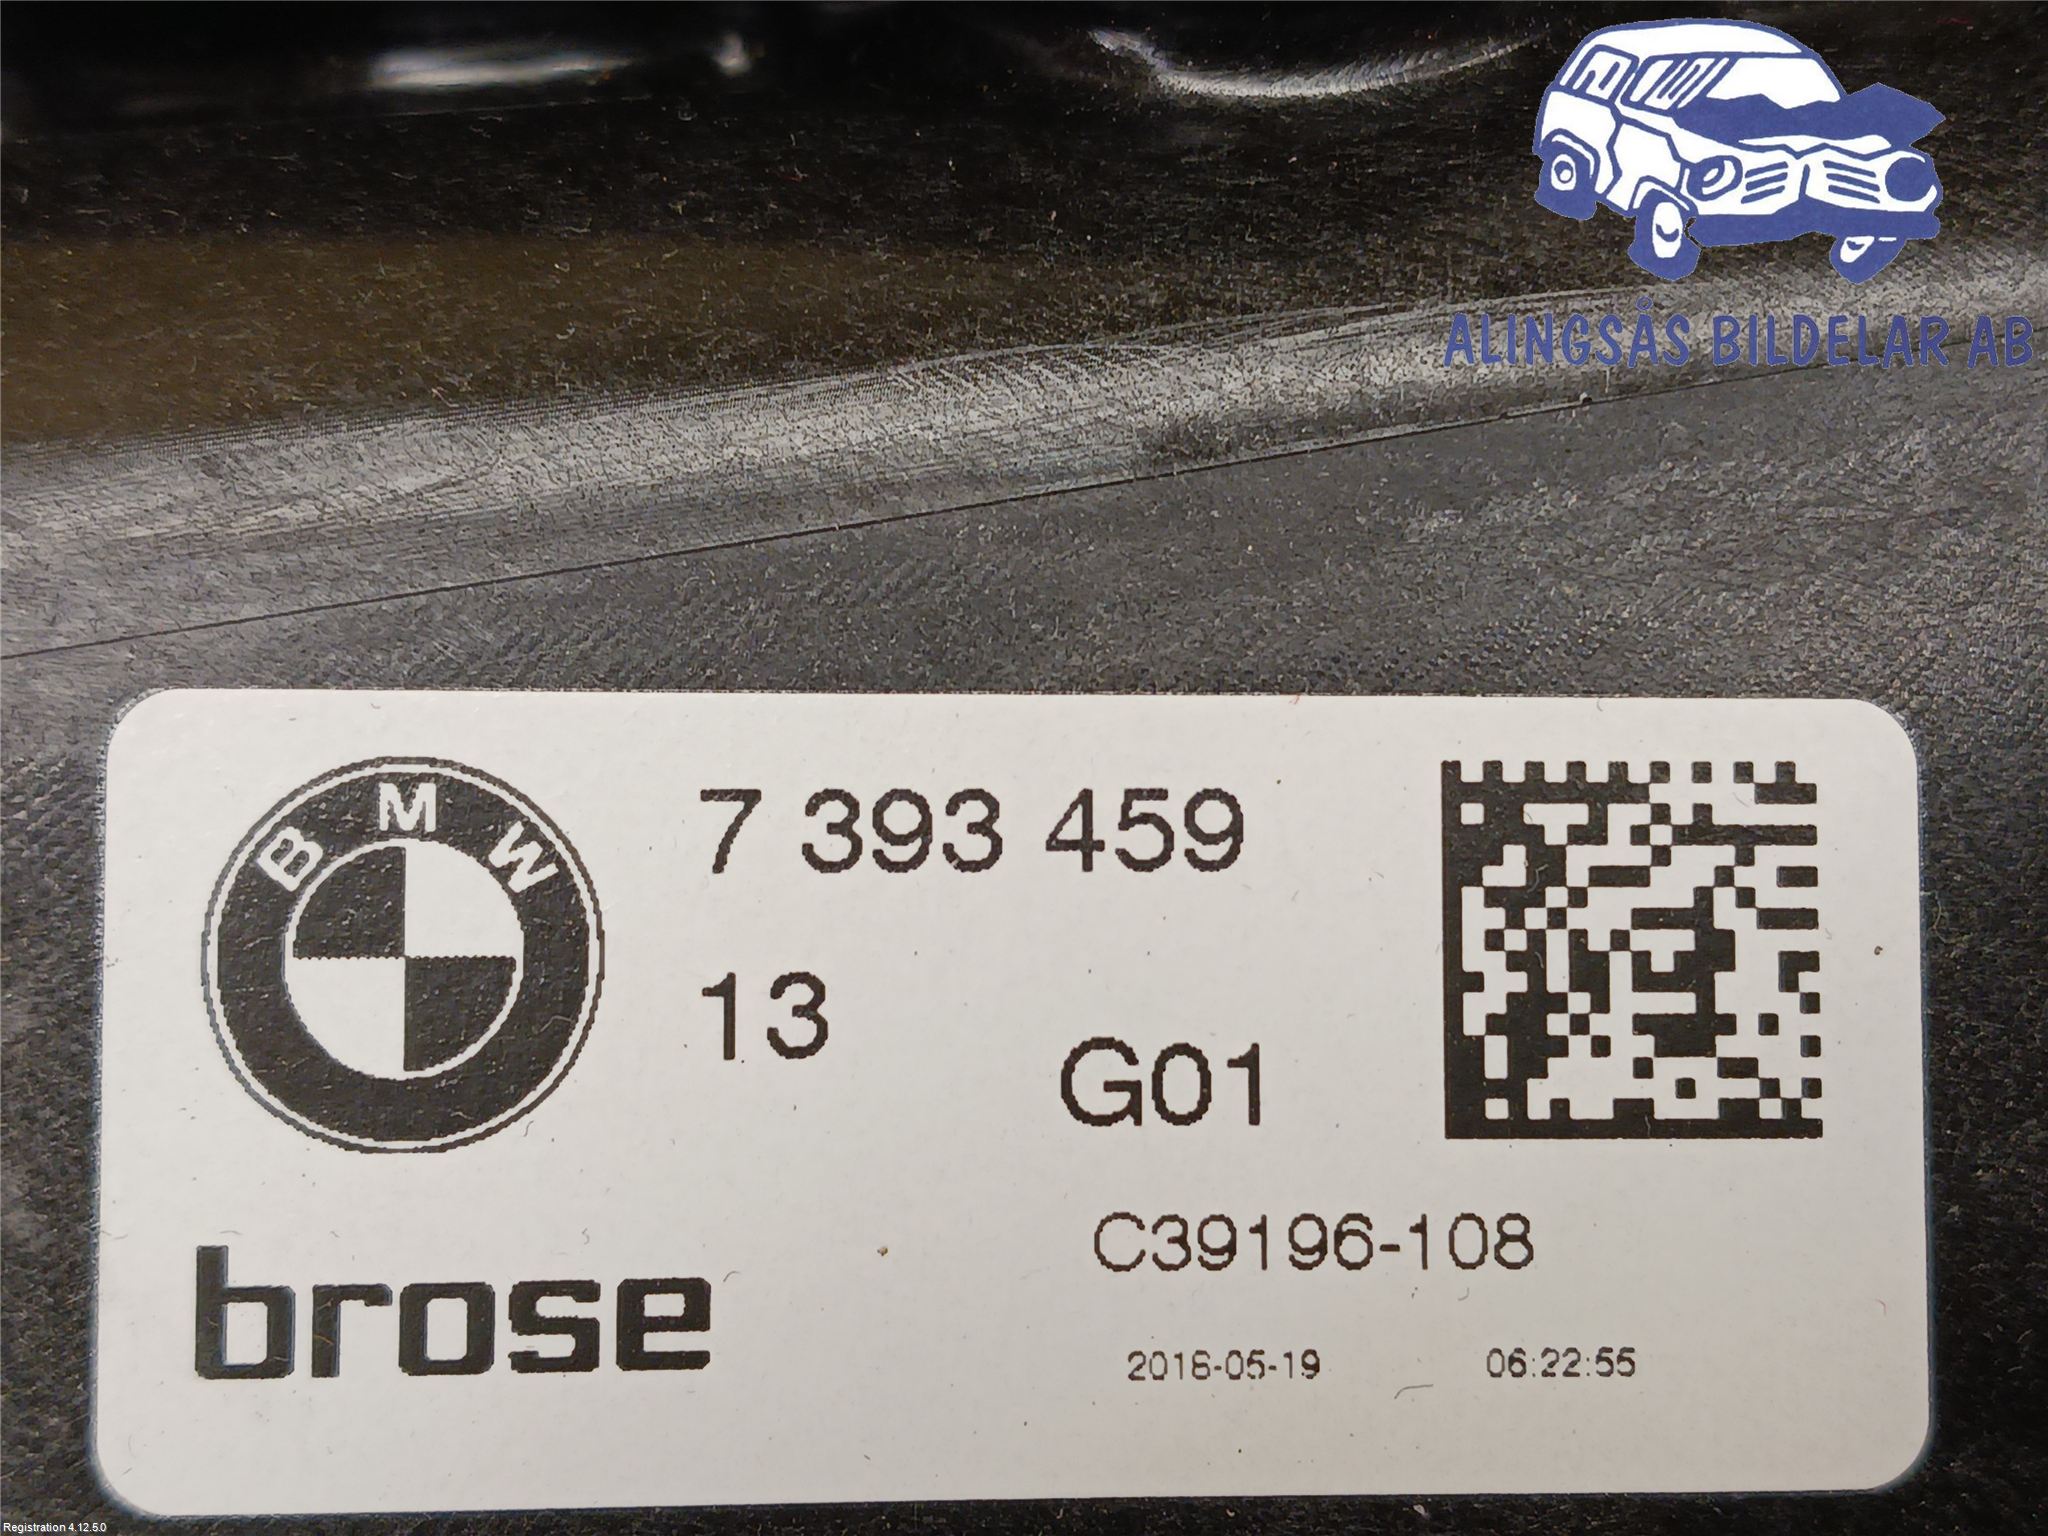 ALINGSÅS BILDELAR AB
BMW
7 393 459
13
G01
C39196-108
brose
2018-05-19 06:22:55
Registration 4.12.5.0